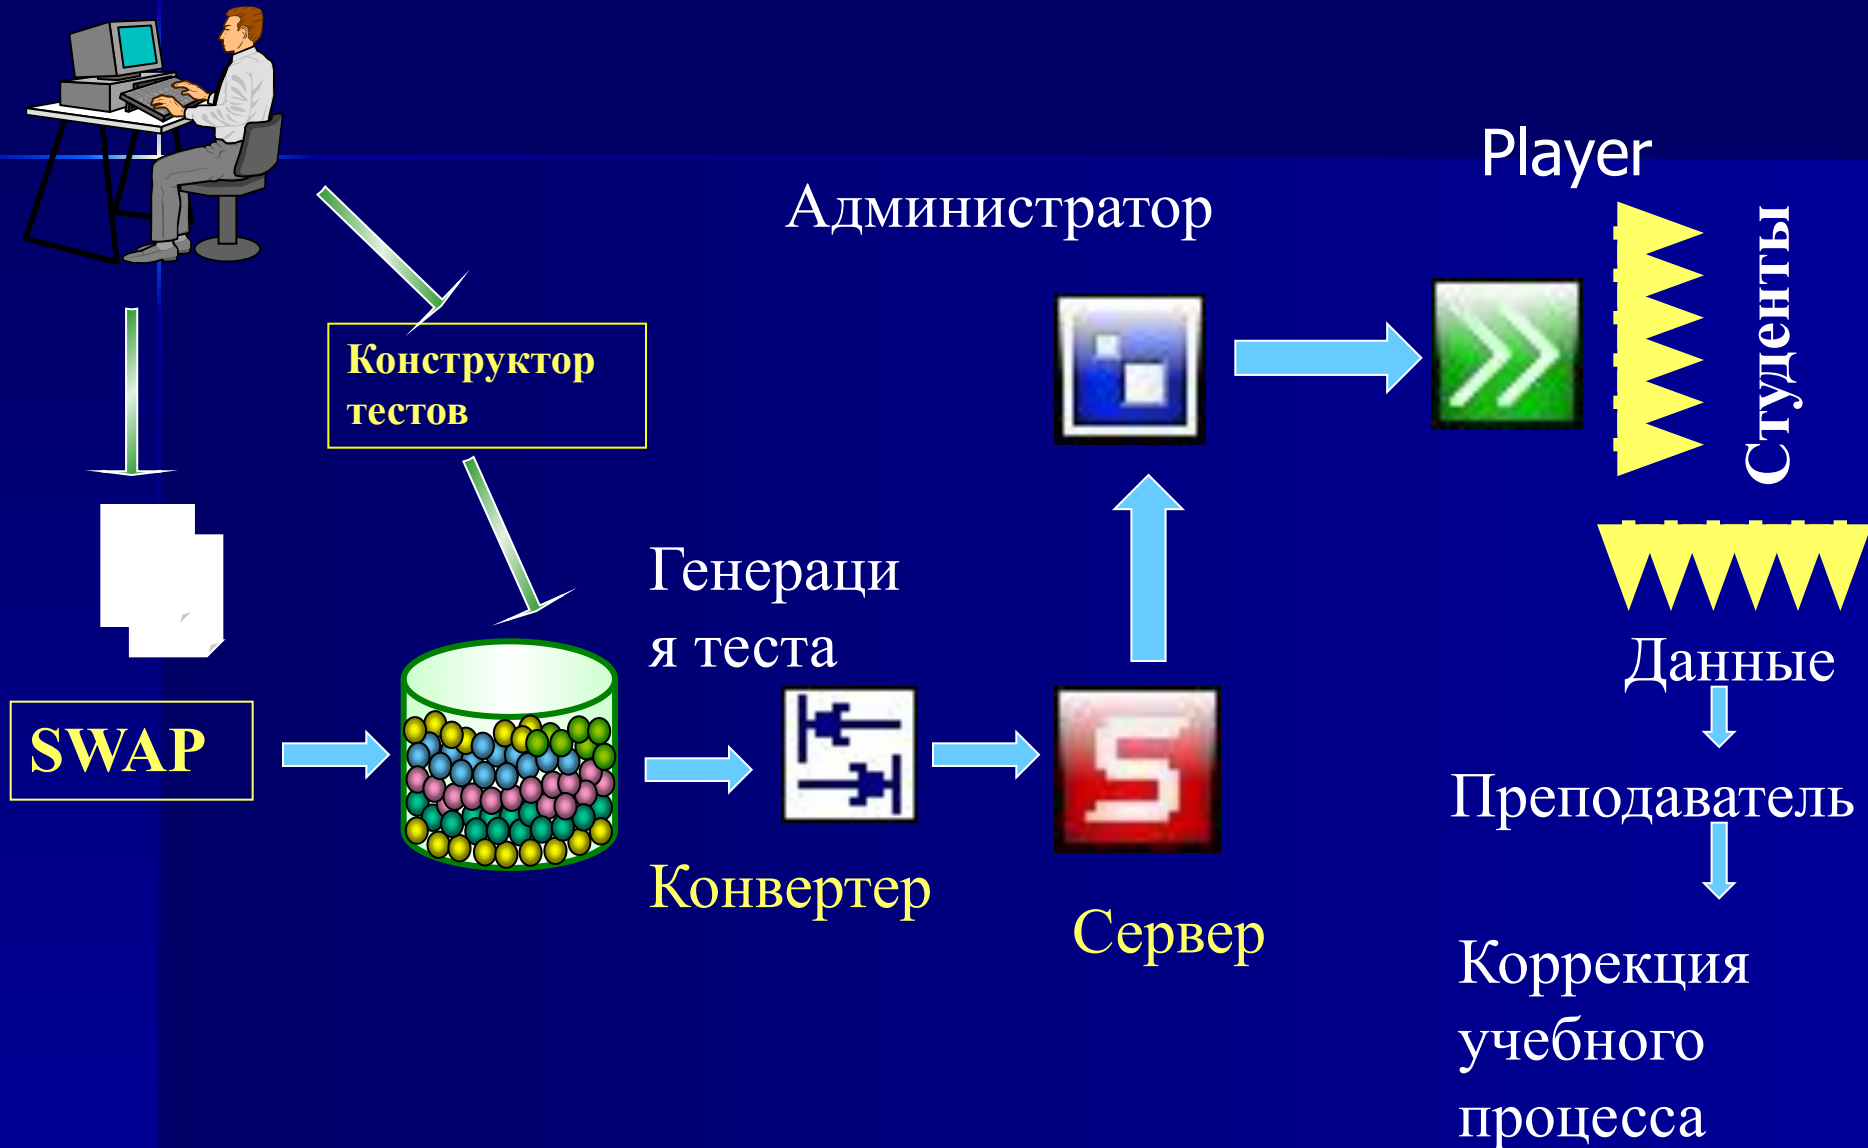 Player
Администратор
Студенты
Конструктор
тестов
Генераци
я теста
Данные
SWAP
Преподаватель
S
Конвертер
Сервер
Коррекция
учебного
процесса